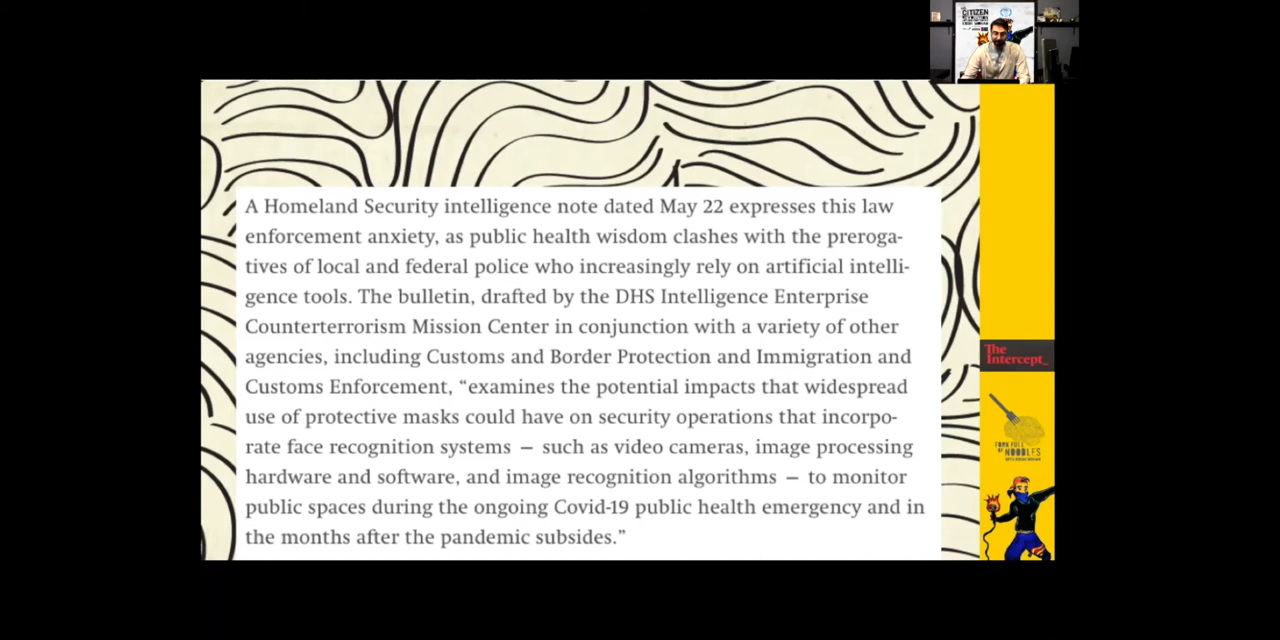 CITIZEN
A Homeland Security intelligence note dated May 22 expresses this law
enforcement anxiety, as public health wisdom clashes with the preroga-
tives of local and federal police who increasingly rely on artificial intelli-
gence tools. The bulletin, drafted by the DHS Intelligence Enterprise
Counterterrorism Mission Center in conjunction with a variety of other
agencies, including Customs and Border Protection and Immigration and
Customs Enforcement, “examines the potential impacts that widespread
use of protective masks could have on security operations that incorpo-
rate face recognition systems — such as video cameras, image processing
hardware and software, and image recognition algorithms — to monitor
public spaces during the ongoing Covid-19 public health emergency and in
the months after the pandemic subsides.”
The
Intercept_
FORK FULL
OF NOODLES